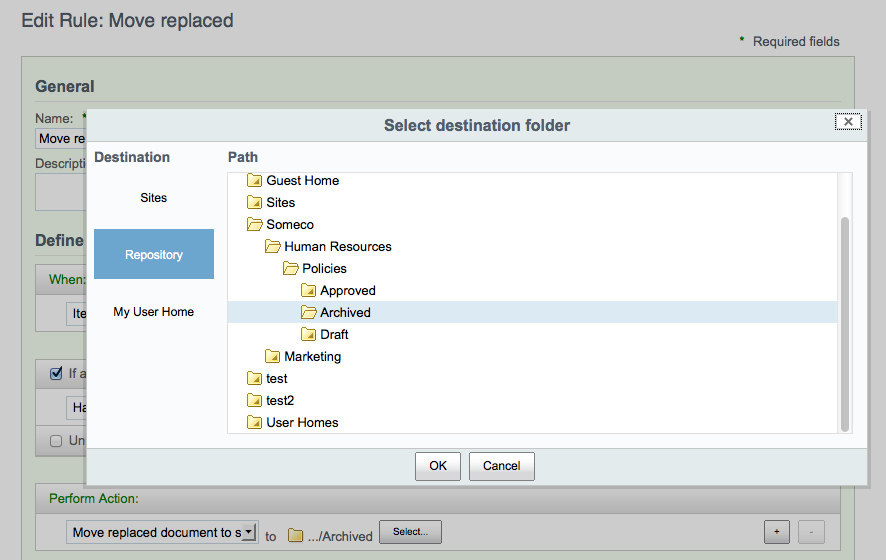 Edit Rule: Move replaced
* Required fields
General
Name: *
Move re
Descripti
Define
When:
Ite
If a
Ha
Un
Select destination folder
Destination
Path
Sites
Repository
My User Home
Guest Home
Sites
Someco
Human Resources
Policies
Approved
Archived
Draft
Marketing
test
test2
User Homes
OK Cancel
Perform Action:
Move replaced document to s to .../Archived Select... + -